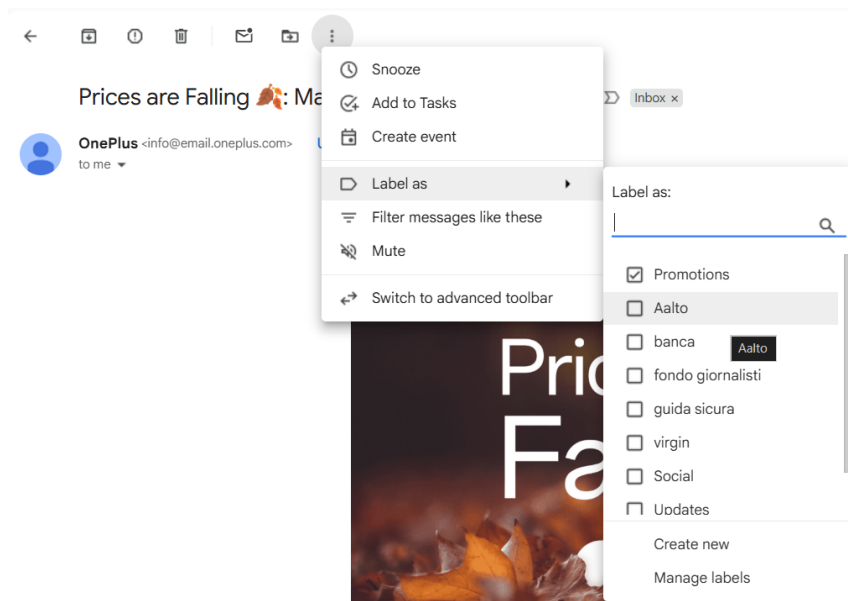 Prices are Falling 🍂: Ma
Inbox ×
OnePlus <info@email.oneplus.com>
to me
Snooze
Add to Tasks
Create event
Label as
Filter messages like these
Mute
Switch to advanced toolbar
Label as:
Promotions
Aalto
banca
Aalto
fondo giornalisti
guida sicura
virgin
Social
Updates
Create new
Manage labels
Pric
Fa